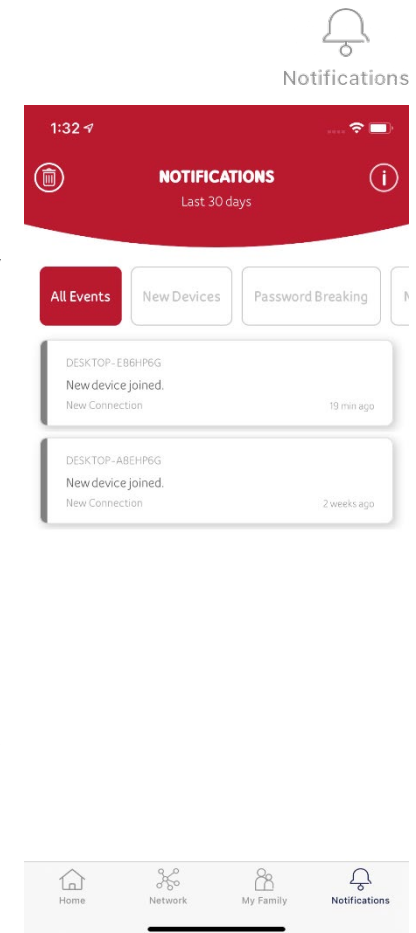 Notifications
1:32
NOTIFICATIONS
Last 30 days
All Events
New Devices
Password Breaking
DESKTOP-E86HP6G
New device joined.
New Connection
19 min ago
DESKTOP-A8EHP6G
New device joined.
New Connection
2 weeks ago
Home
Network
My Family
Notifications